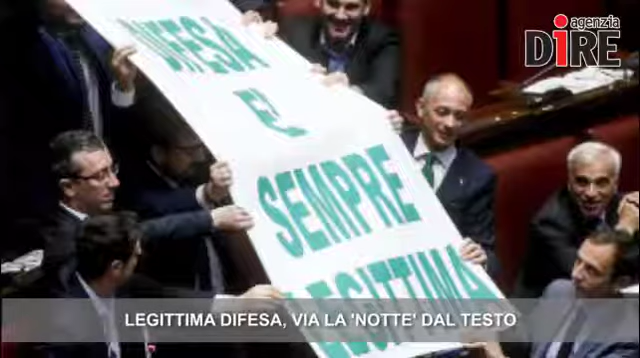 agenzia
DiRE
DIFESA
E'
SEMPRE
LEGITTIMA
LEGITTIMA DIFESA, VIA LA 'NOTTE' DAL TESTO